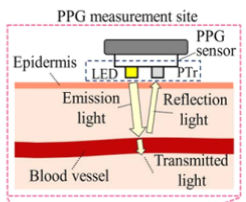 PPG measurement site
PPG
sensor
Epidermis
LED
PTr
Emission
light
Reflection
light
Blood vessel
Transmitted
light